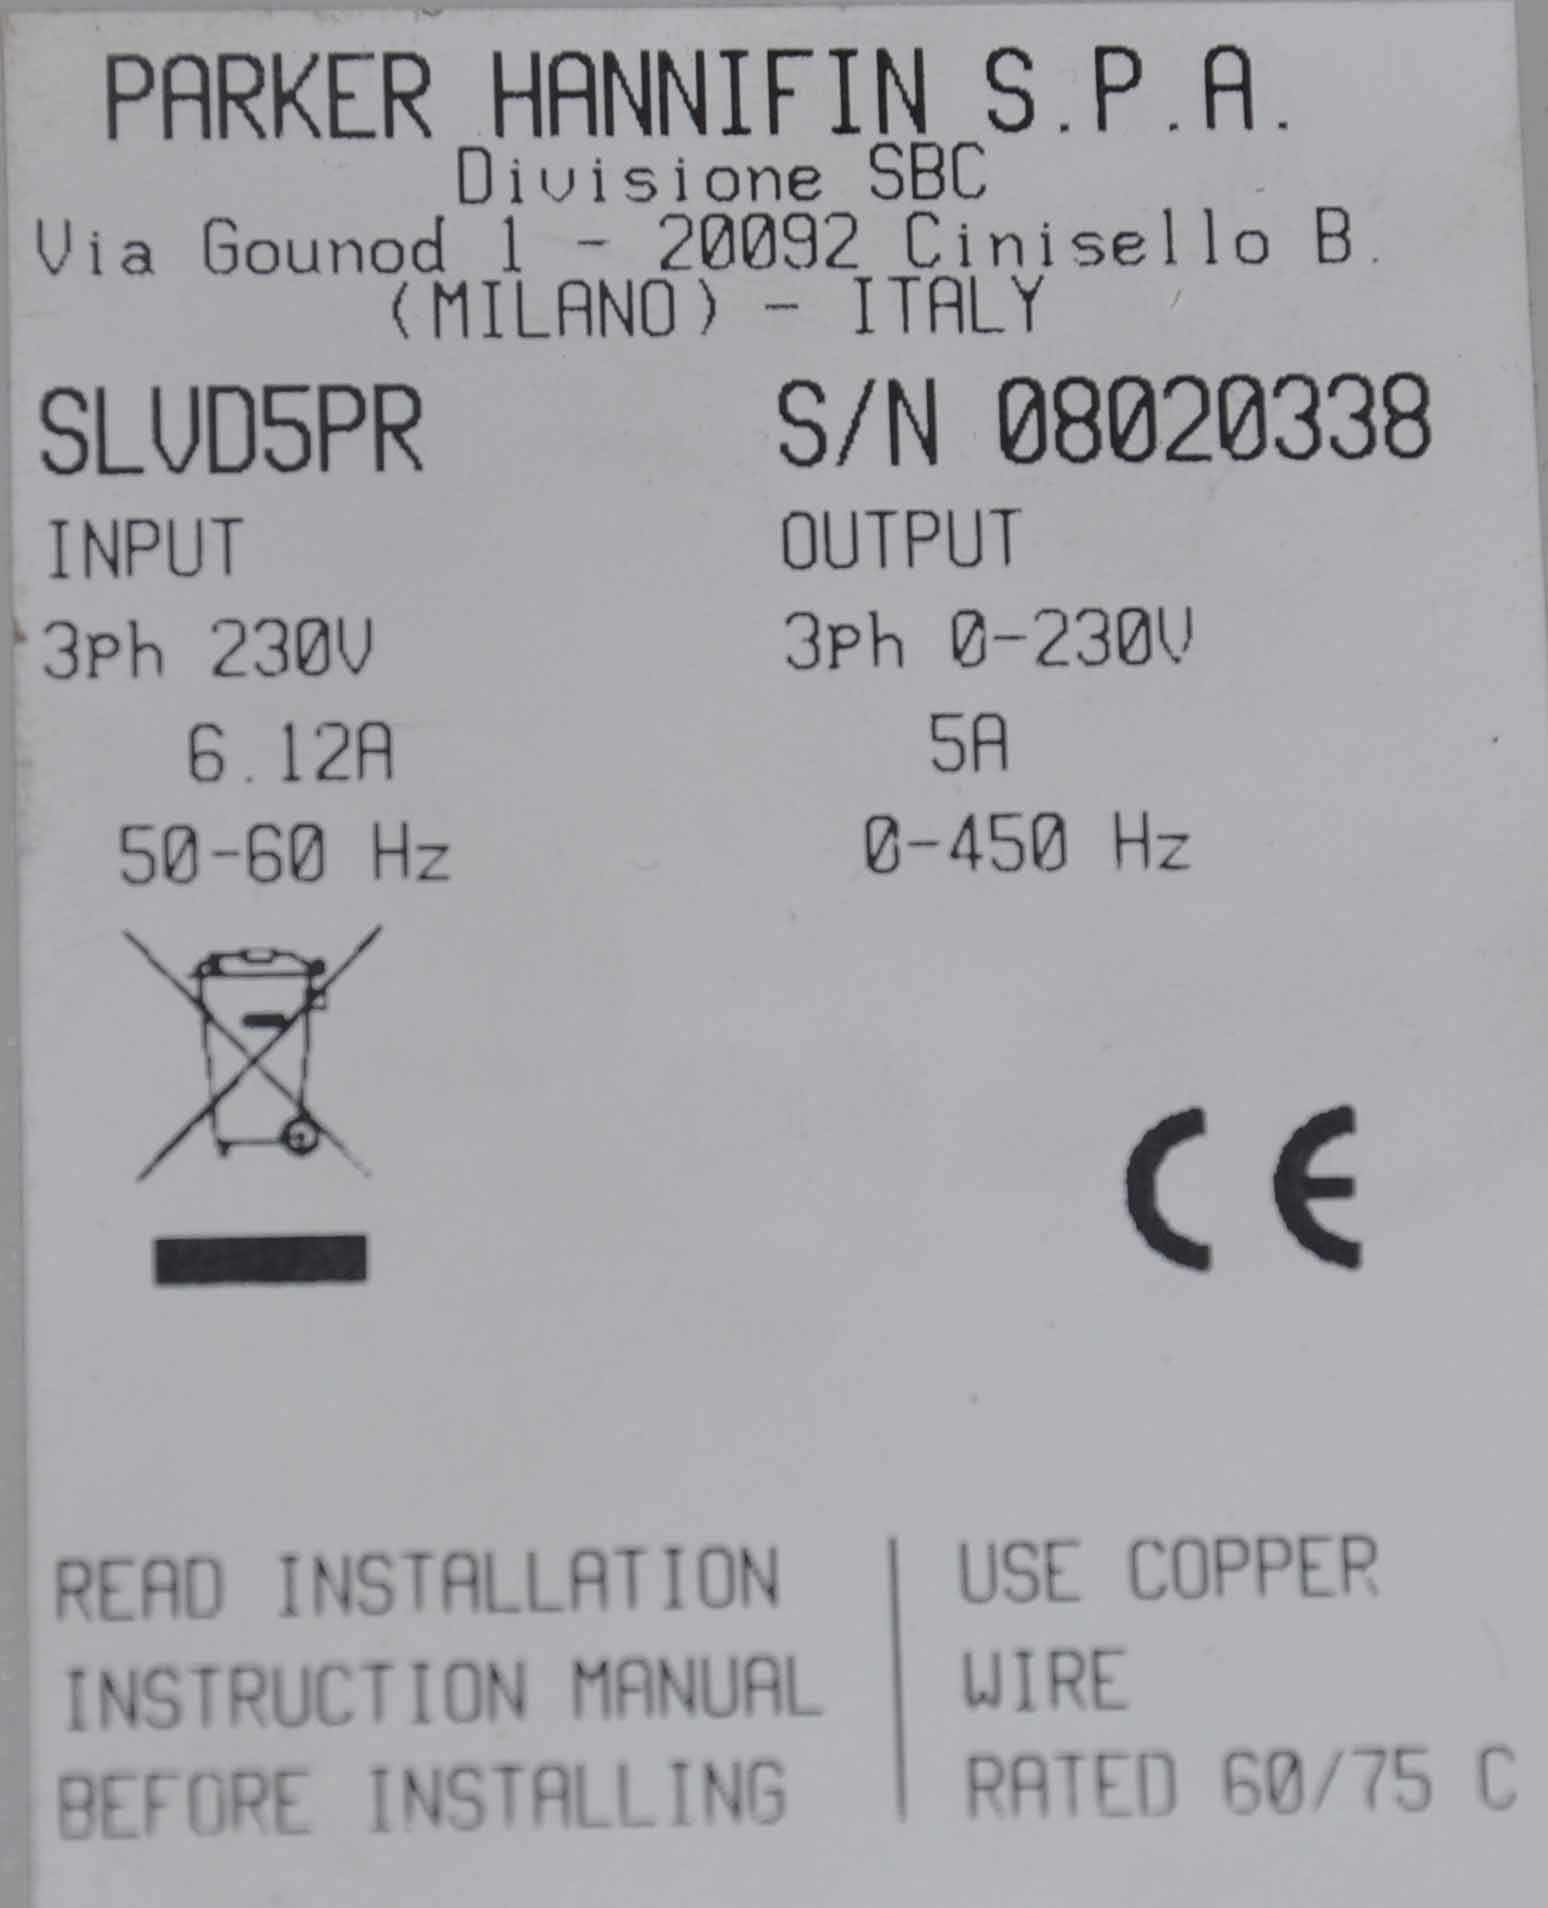 PARKER HANNIFIN S.P.A.
Divisione SBC
Via Gounod 1 - 20092 Cinisello B.
(MILANO) - ITALY
SLVD5PR S/N 08020338
INPUT OUTPUT
3ph 230V 3ph 0-230V
6.12A 5A
50-60 Hz 0-450 Hz
CE
READ INSTALLATION
INSTRUCTION MANUAL
BEFORE INSTALLING
USE COPPER
WIRE
RATED 60/75 C